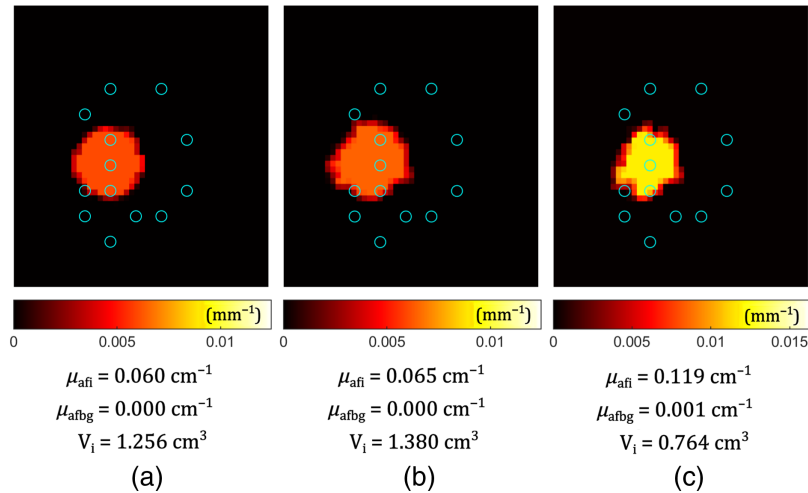 (mm⁻¹) (mm⁻¹) (mm⁻¹)
0 0.005 0.01 0 0.005 0.01 0 0.005 0.01 0.015
μafi = 0.060 cm⁻¹ μafi = 0.065 cm⁻¹ μafi = 0.119 cm⁻¹
μafbg = 0.000 cm⁻¹ μafbg = 0.000 cm⁻¹ μafbg = 0.001 cm⁻¹
Vi = 1.256 cm³ Vi = 1.380 cm³ Vi = 0.764 cm³
(a) (b) (c)